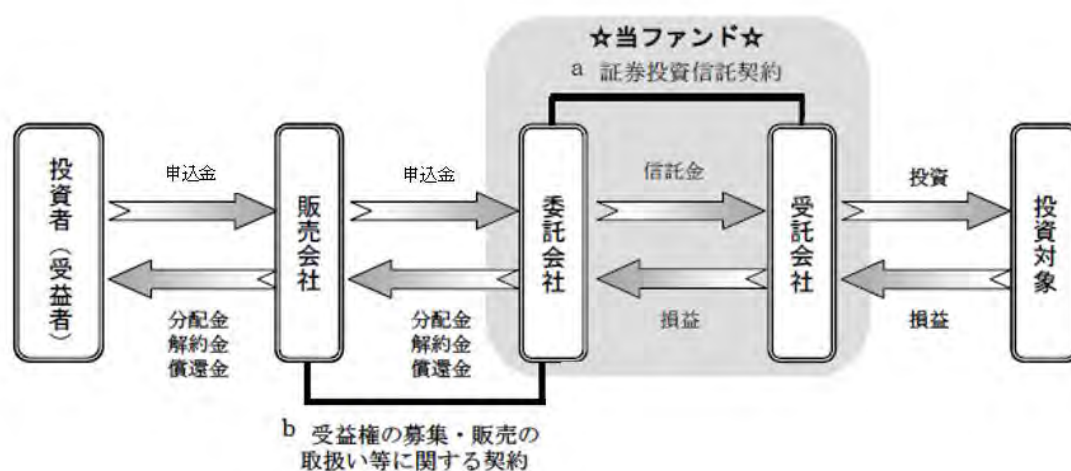 ☆当ファンド☆
a 証券投資信託契約
投資者（受益者）
申込金
分配金
解約金
償還金
販売会社
申込金
分配金
解約金
償還金
委託会社
信託金
損益
受託会社
投資
損益
投資対象
b 受益権の募集・販売の
取扱い等に関する契約